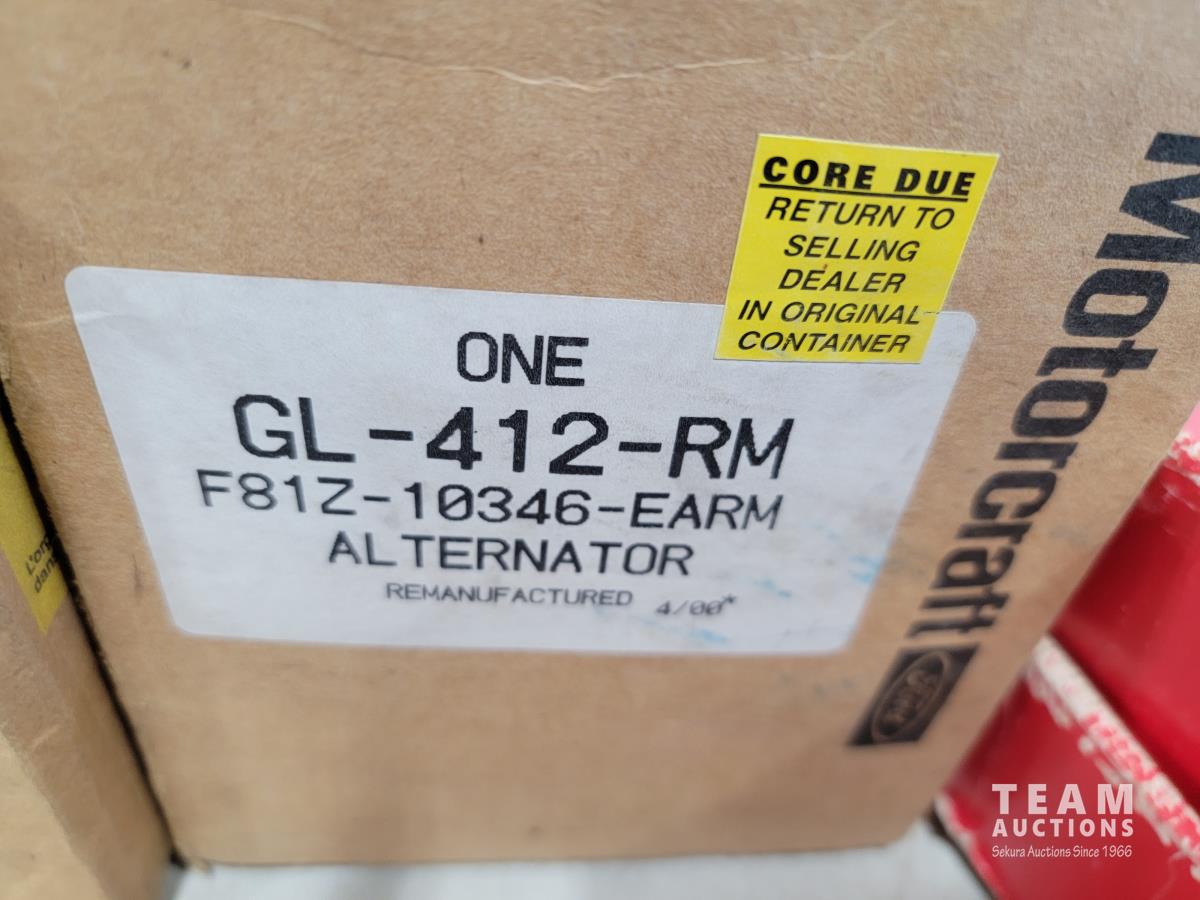 CORE DUE
RETURN TO
SELLING
DEALER
IN ORIGINAL
CONTAINER
ONE
GL-412-RM
F81Z-10346-EARM
ALTERNATOR
REMANUFACTURED 4/00*
Motorcraft
Ford
TEAM
AUCTIONS
Sekura Auctions Since 1966